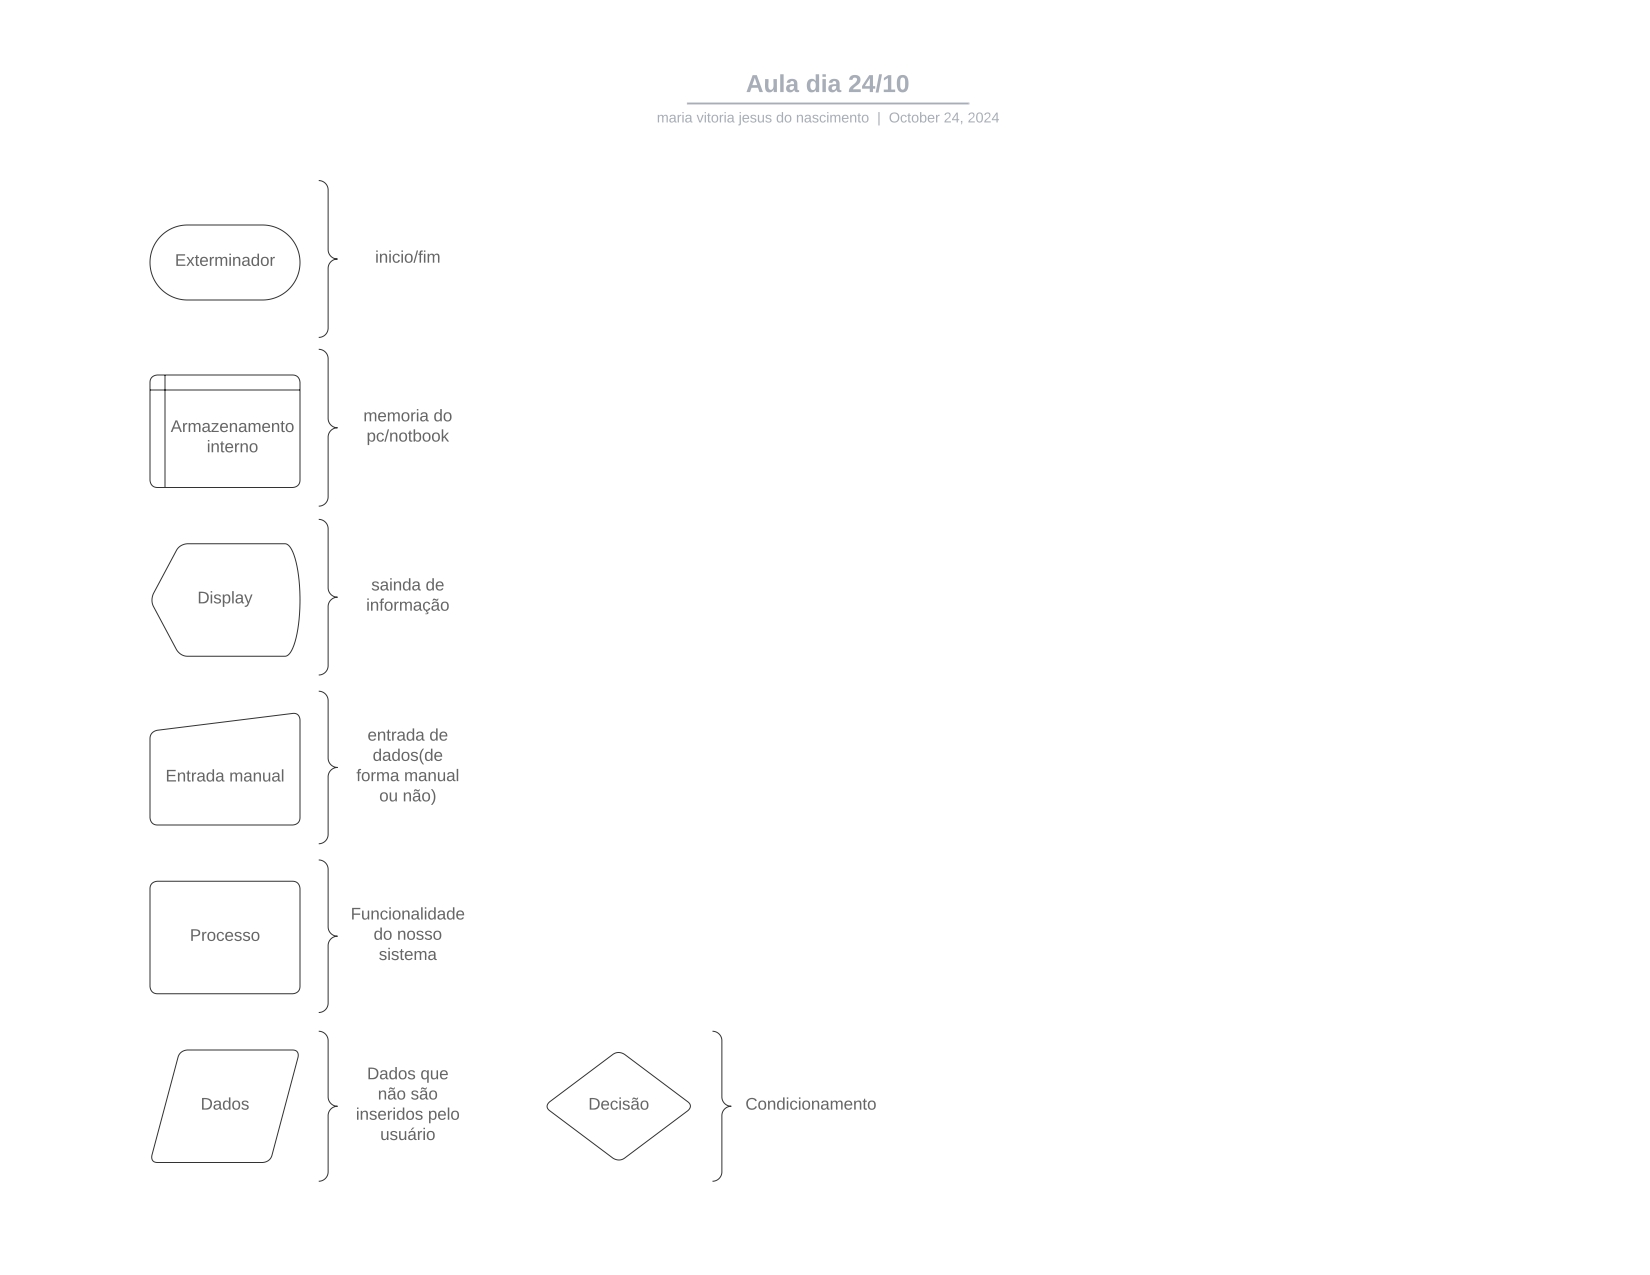 Aula dia 24/10
maria vitoria jesus do nascimento | October 24, 2024
Exterminador
inicio/fim
Armazenamento
interno
memoria do
pc/notbook
Display
sainda de
informação
Entrada manual
entrada de
dados(de
forma manual
ou não)
Processo
Funcionalidade
do nosso
sistema
Dados
Dados que
não são
inseridos pelo
usuário
Decisão
Condicionamento